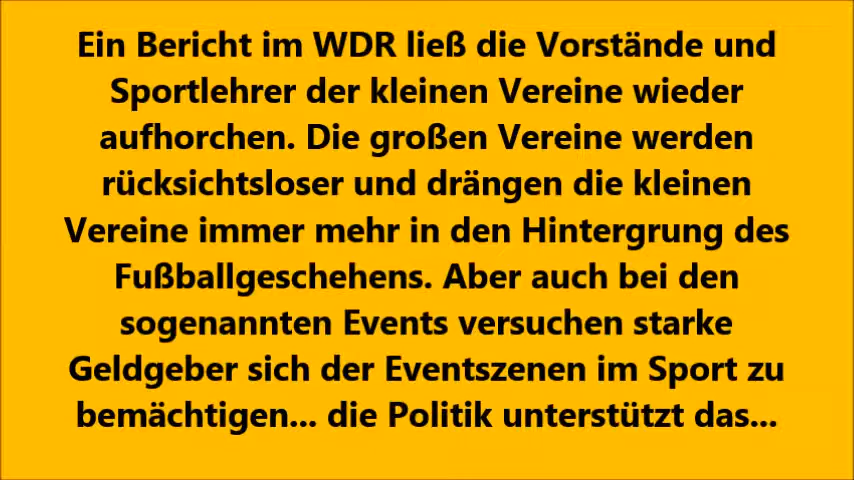 Ein Bericht im WDR ließ die Vorstände und
Sportlehrer der kleinen Vereine wieder
aufhorchen. Die großen Vereine werden
rücksichtsloser und drängen die kleinen
Vereine immer mehr in den Hintergrung des
Fußballgeschehens. Aber auch bei den
sogenannten Events versuchen starke
Geldgeber sich der Eventszenen im Sport zu
bemächtigen... die Politik unterstützt das...